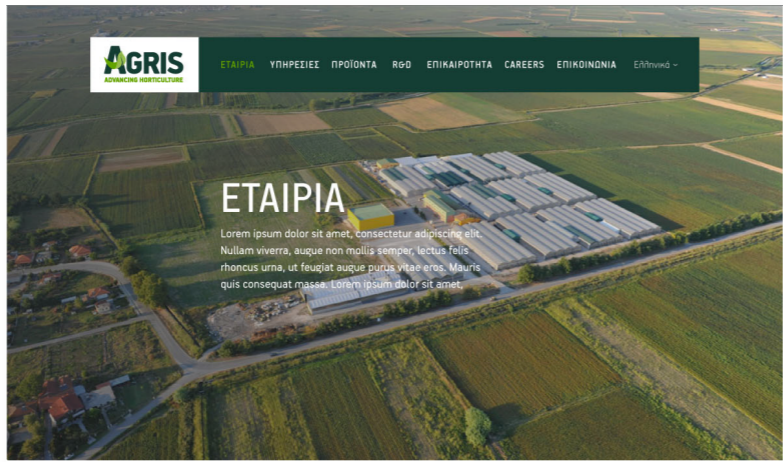 AGRIS
ADVANCING HORTICULTURE
ΕΤΑΙΡΙΑ ΥΠΗΡΕΣΙΕΣ ΠΡΟΪΟΝΤΑ R&D ΕΠΙΚΑΙΡΟΤΗΤΑ CAREERS ΕΠΙΚΟΙΝΩΝΙΑ Ελληνικά
ΕΤΑΙΡΙΑ
Lorem ipsum dolor sit amet, consectetur adipiscing elit.
Nullam viverra, augue non mollis semper, lectus felis
rhoncus urna, ut feugiat augue purus vitae eros. Mauris
quis consequat massa. Lorem ipsum dolor sit amet,